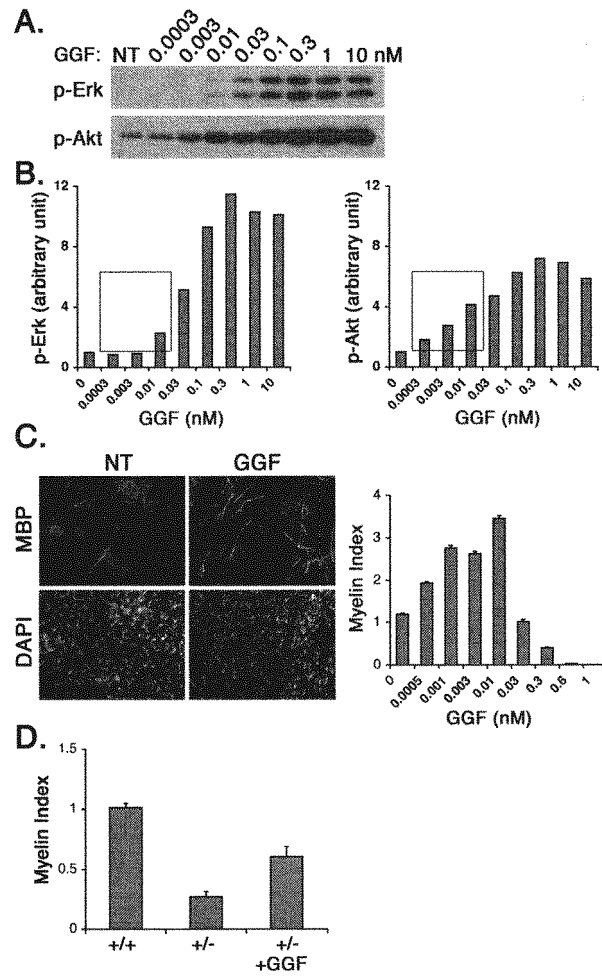 A.
GGF: NT 0.0003 0.003 0.01 0.03 0.1 0.3 1 10 nM
p-Erk
p-Akt
B.
p-Erk (arbitrary unit)
12
8
4
0
0 0.0003 0.003 0.01 0.03 0.1 0.3 1 10
GGF (nM)
p-Akt (arbitrary unit)
12
8
4
0
0 0.0003 0.003 0.01 0.03 0.1 0.3 1 10
GGF (nM)
C.
NT GGF
MBP
DAPI
Myelin Index
4
3
2
1
0
0 0.0005 0.001 0.003 0.01 0.03 0.3 0.6 1
GGF (nM)
D.
Myelin Index
1.5
1
0.5
0
+/+ +/- +/-
+GGF